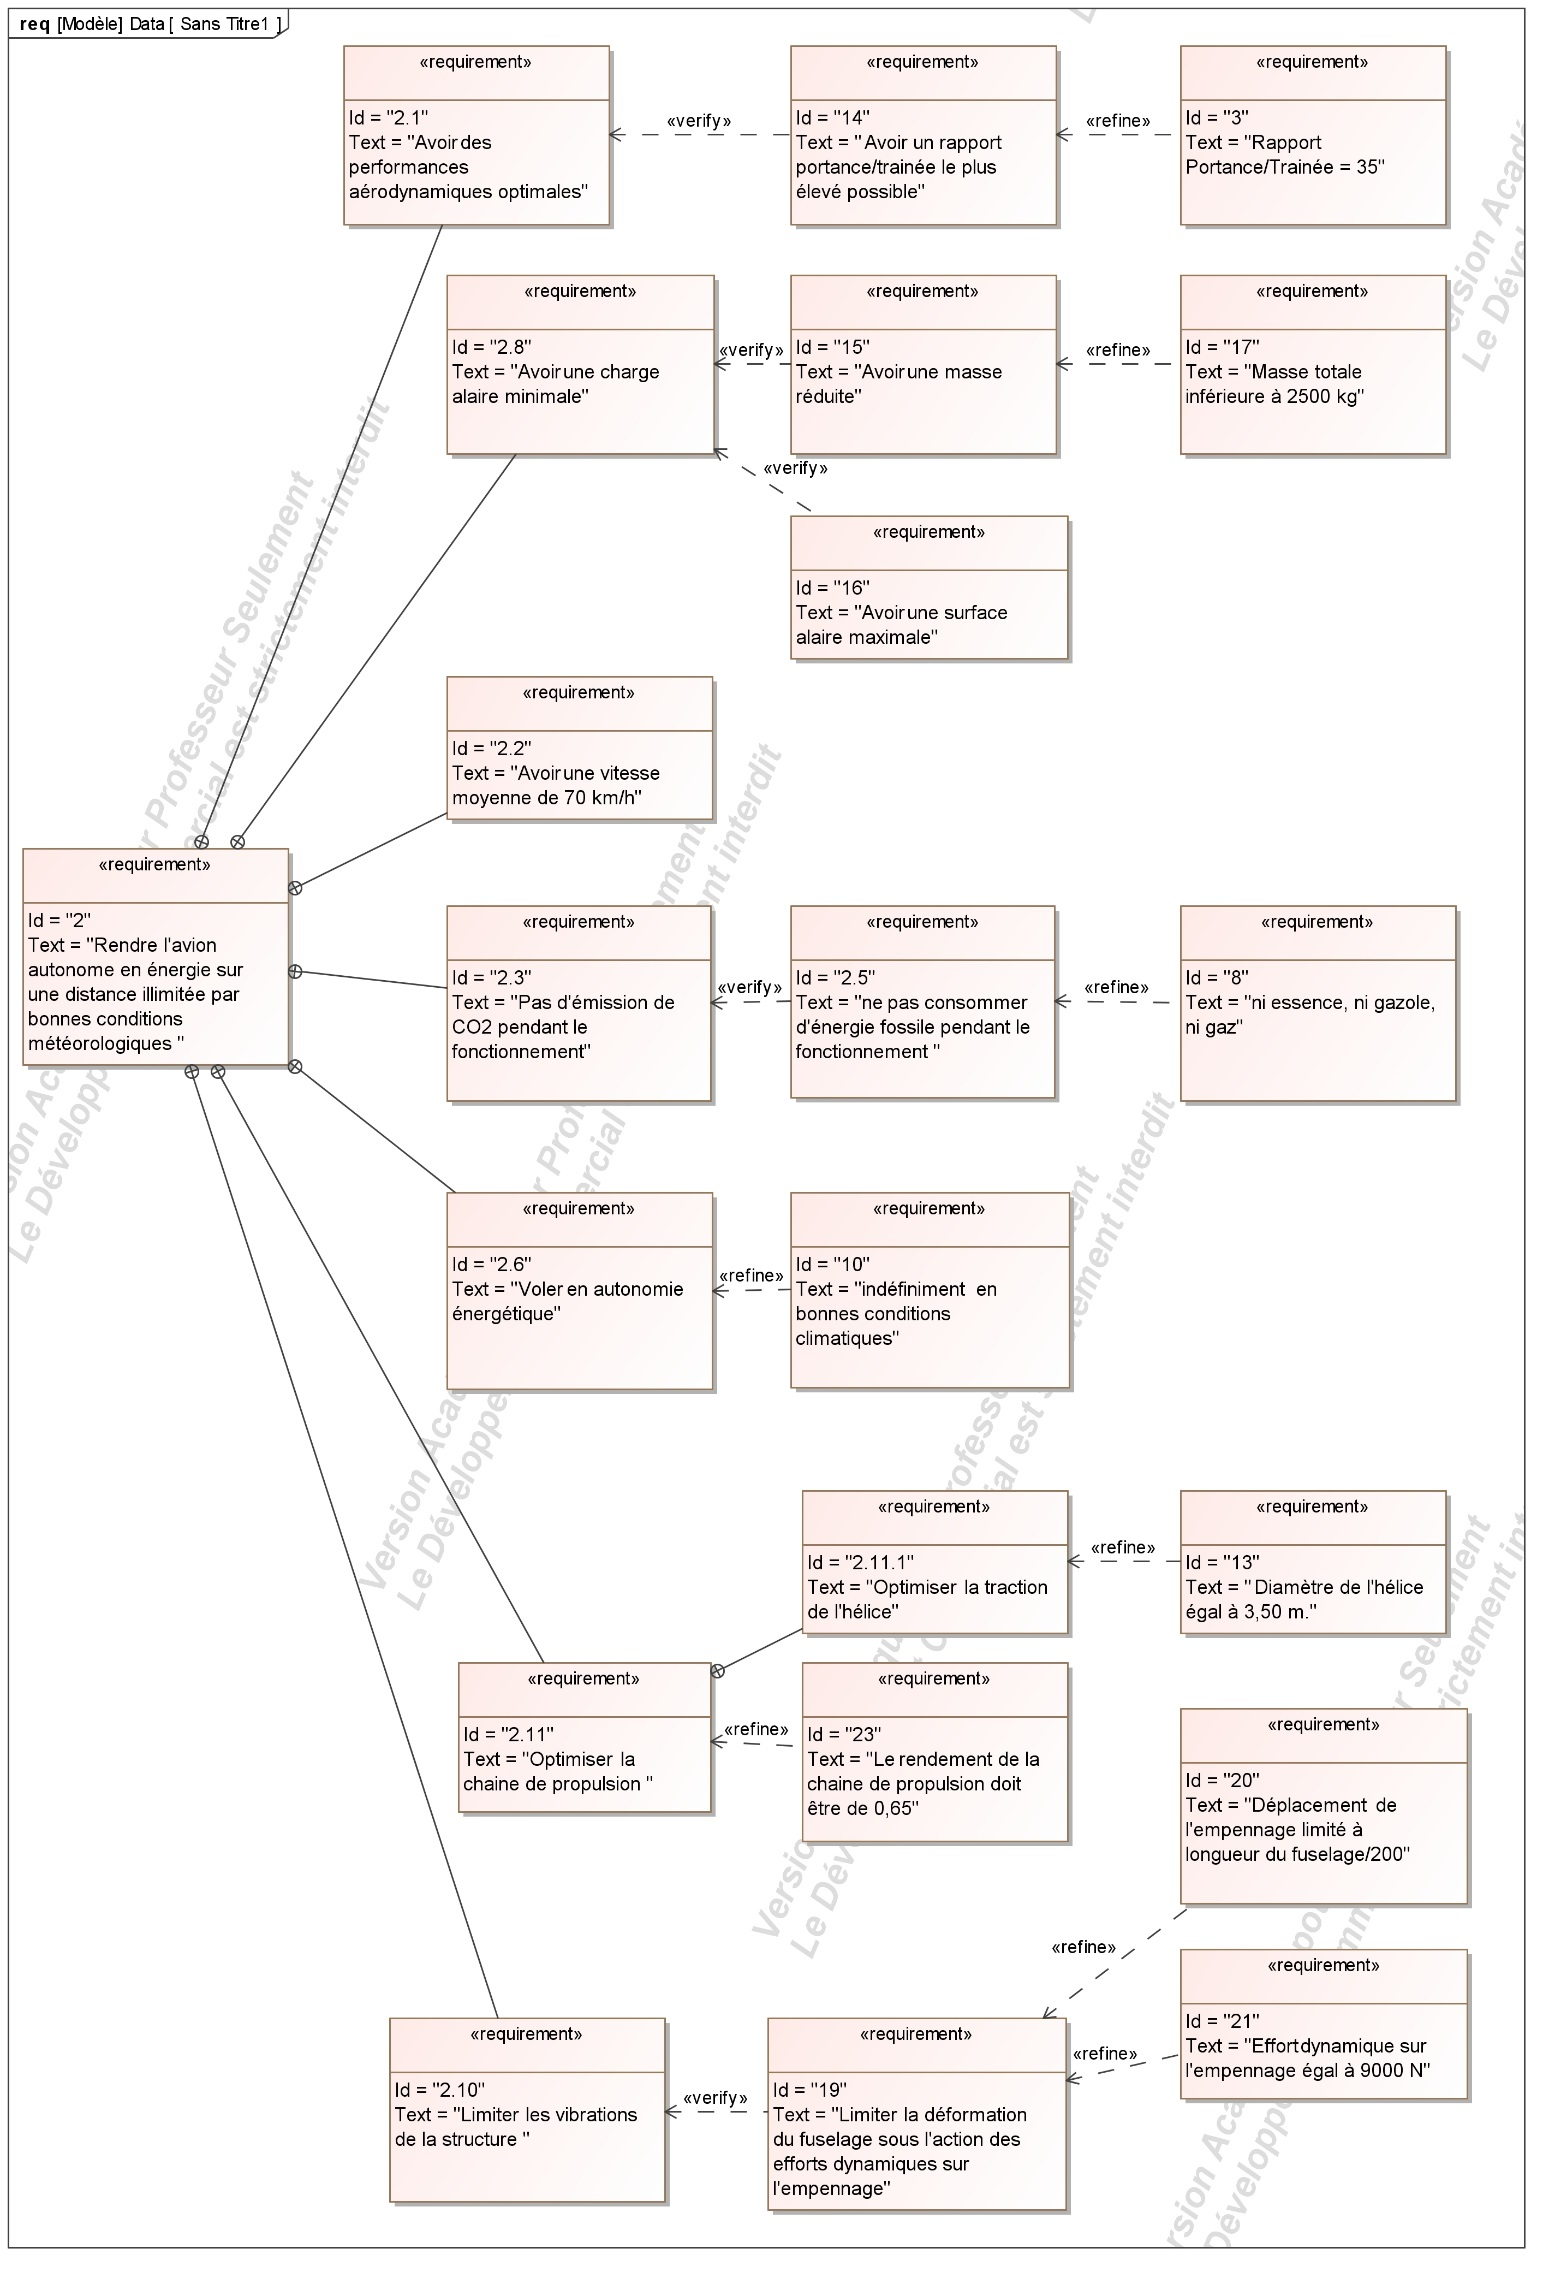 req [Modèle] Data [ Sans Titre1 ]
«requirement»
Id = "2.1"
Text = "Avoir des
performances
aérodynamiques optimales"
«verify»
«requirement»
Id = "14"
Text = "Avoir un rapport
portance/trainée le plus
élevé possible"
«refine»
«requirement»
Id = "3"
Text = "Rapport
Portance/Trainée = 35"
«requirement»
Id = "2.8"
Text = "Avoir une charge
alaire minimale"
«verify»
«requirement»
Id = "15"
Text = "Avoir une masse
réduite"
«refine»
«requirement»
Id = "17"
Text = "Masse totale
inférieure à 2500 kg"
«verify»
«requirement»
Id = "16"
Text = "Avoir une surface
alaire maximale"
«requirement»
Id = "2.2"
Text = "Avoir une vitesse
moyenne de 70 km/h"
«requirement»
Id = "2"
Text = "Rendre l'avion
autonome en énergie sur
une distance illimitée par
bonnes conditions
météorologiques "
«requirement»
Id = "2.3"
Text = "Pas d'émission de
CO2 pendant le
fonctionnement"
«verify»
«requirement»
Id = "2.5"
Text = "ne pas consommer
d'énergie fossile pendant le
fonctionnement "
«refine»
«requirement»
Id = "8"
Text = "ni essence, ni gazole,
ni gaz"
«requirement»
Id = "2.6"
Text = "Voler en autonomie
énergétique"
«refine»
«requirement»
Id = "10"
Text = "indéfiniment en
bonnes conditions
climatiques"
«requirement»
Id = "2.11.1"
Text = "Optimiser la traction
de l'hélice"
«refine»
«requirement»
Id = "13"
Text = "Diamètre de l'hélice
égal à 3,50 m."
«requirement»
Id = "2.11"
Text = "Optimiser la
chaine de propulsion "
«refine»
«requirement»
Id = "23"
Text = "Le rendement de la
chaine de propulsion doit
être de 0,65"
«requirement»
Id = "20"
Text = "Déplacement de
l'empennage limité à
longueur du fuselage/200"
«refine»
«requirement»
Id = "21"
Text = "Effort dynamique sur
l'empennage égal à 9000 N"
«refine»
«requirement»
Id = "2.10"
Text = "Limiter les vibrations
de la structure "
«verify»
«requirement»
Id = "19"
Text = "Limiter la déformation
du fuselage sous l'action des
efforts dynamiques sur
l'empennage"